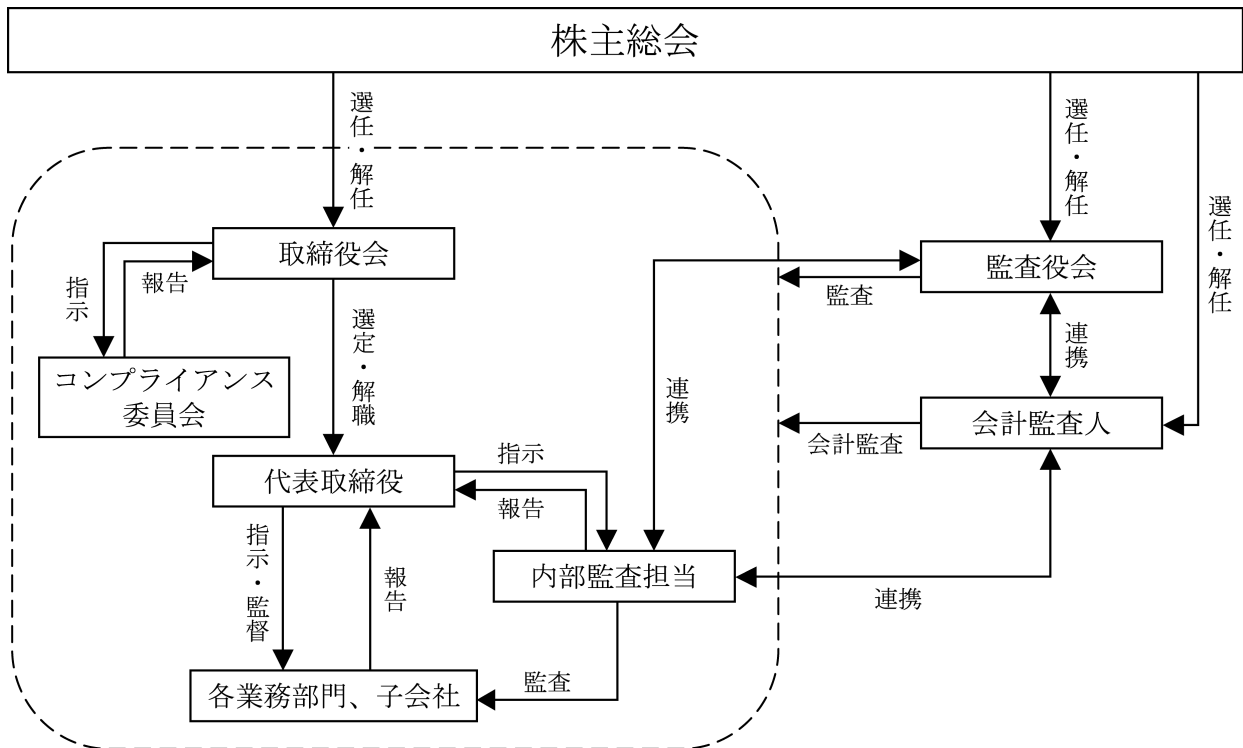 株主総会
選任・解任
選任・解任
選任・解任
取締役会
監査役会
指示
報告
監査
選定・解職
連携
連携
コンプライアンス
委員会
会計監査人
会計監査
代表取締役
指示
報告
指示・監督
報告
内部監査担当
連携
各業務部門、子会社
監査